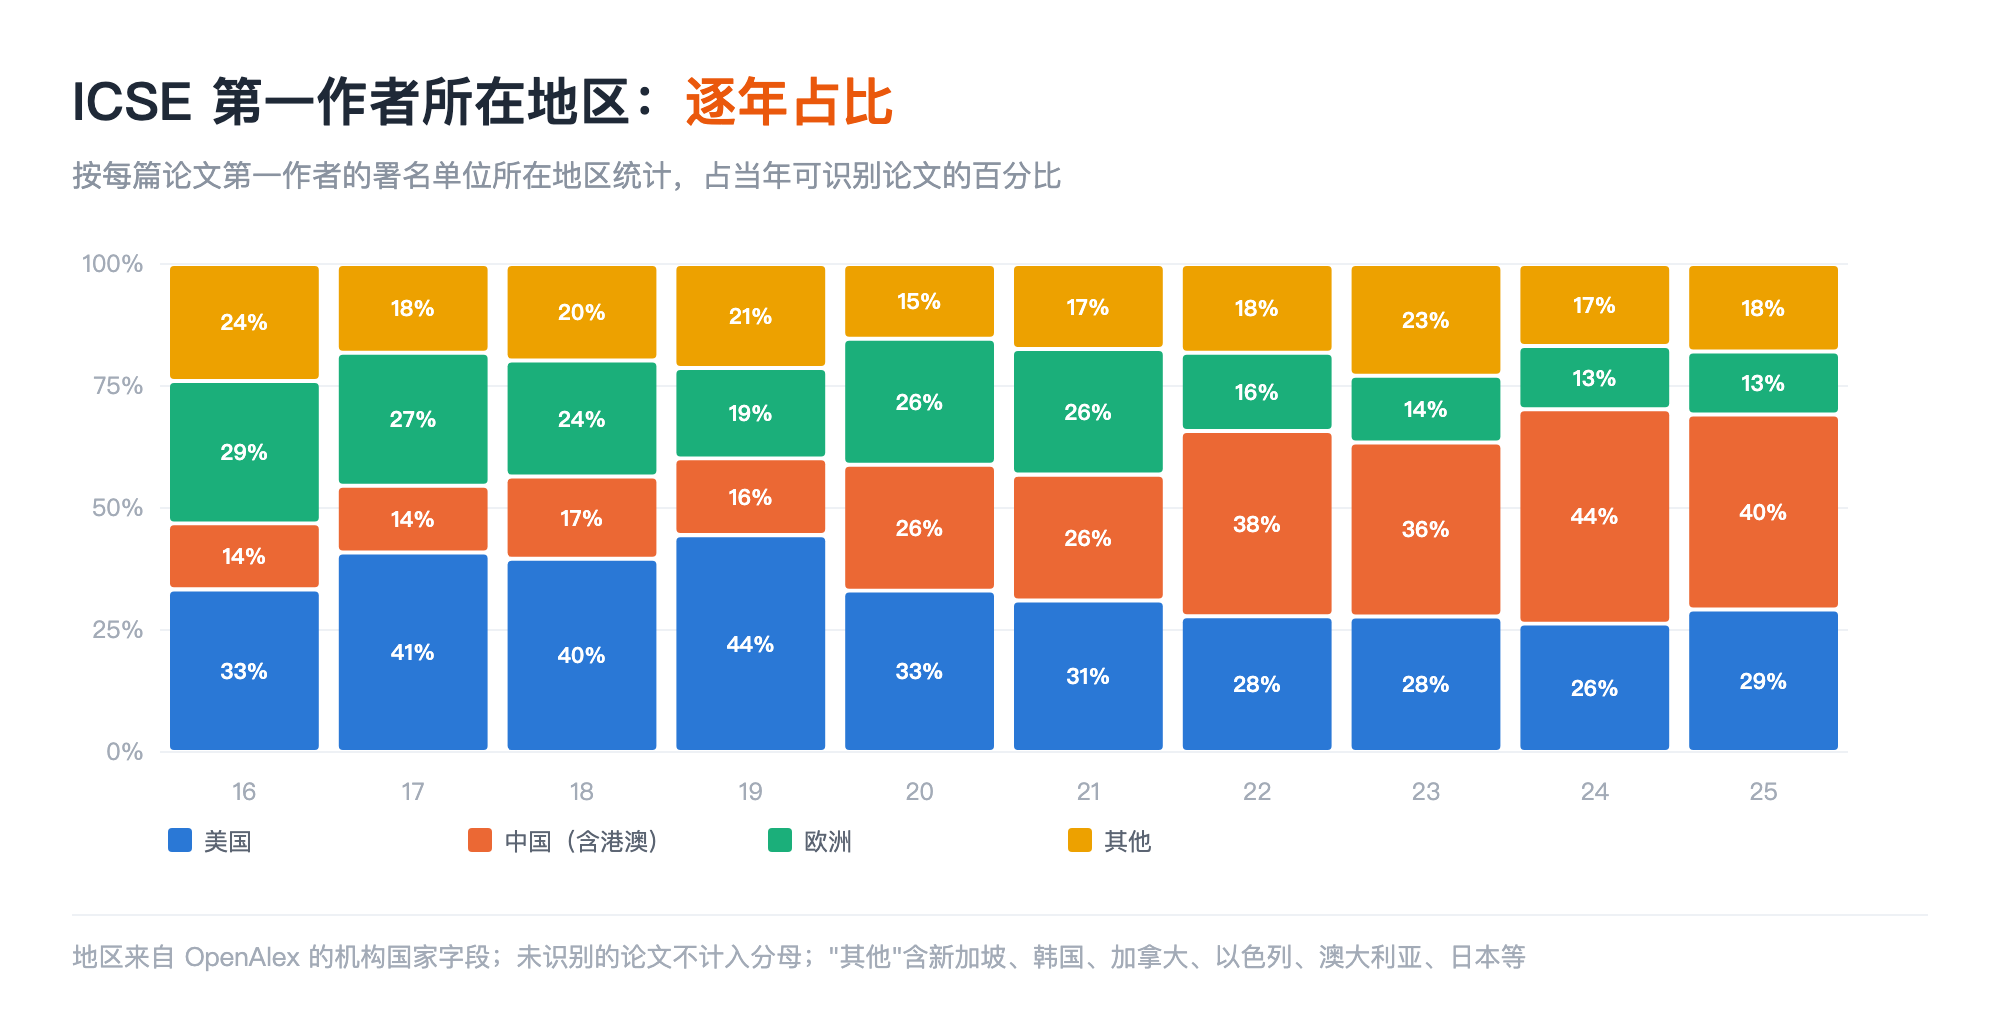 ICSE 第一作者所在地区：逐年占比
按每篇论文第一作者的署名单位所在地区统计，占当年可识别论文的百分比
100%
75%
50%
25%
0%
24% 18% 20% 21% 15% 17% 18% 23% 17% 18%
29% 27% 24% 19% 26% 26% 16% 14% 13% 13%
14% 14% 17% 16% 26% 26% 38% 36% 44% 40%
33% 41% 40% 44% 33% 31% 28% 28% 26% 29%
16 17 18 19 20 21 22 23 24 25
美国 中国（含港澳） 欧洲 其他
地区来自 OpenAlex 的机构国家字段；未识别的论文不计入分母；"其他"含新加坡、韩国、加拿大、以色列、澳大利亚、日本等